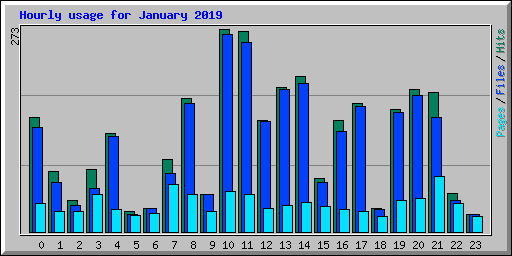 Hourly usage for January 2019
273
Pages/Files/Hits
0 1 2 3 4 5 6 7 8 9 10 11 12 13 14 15 16 17 18 19 20 21 22 23